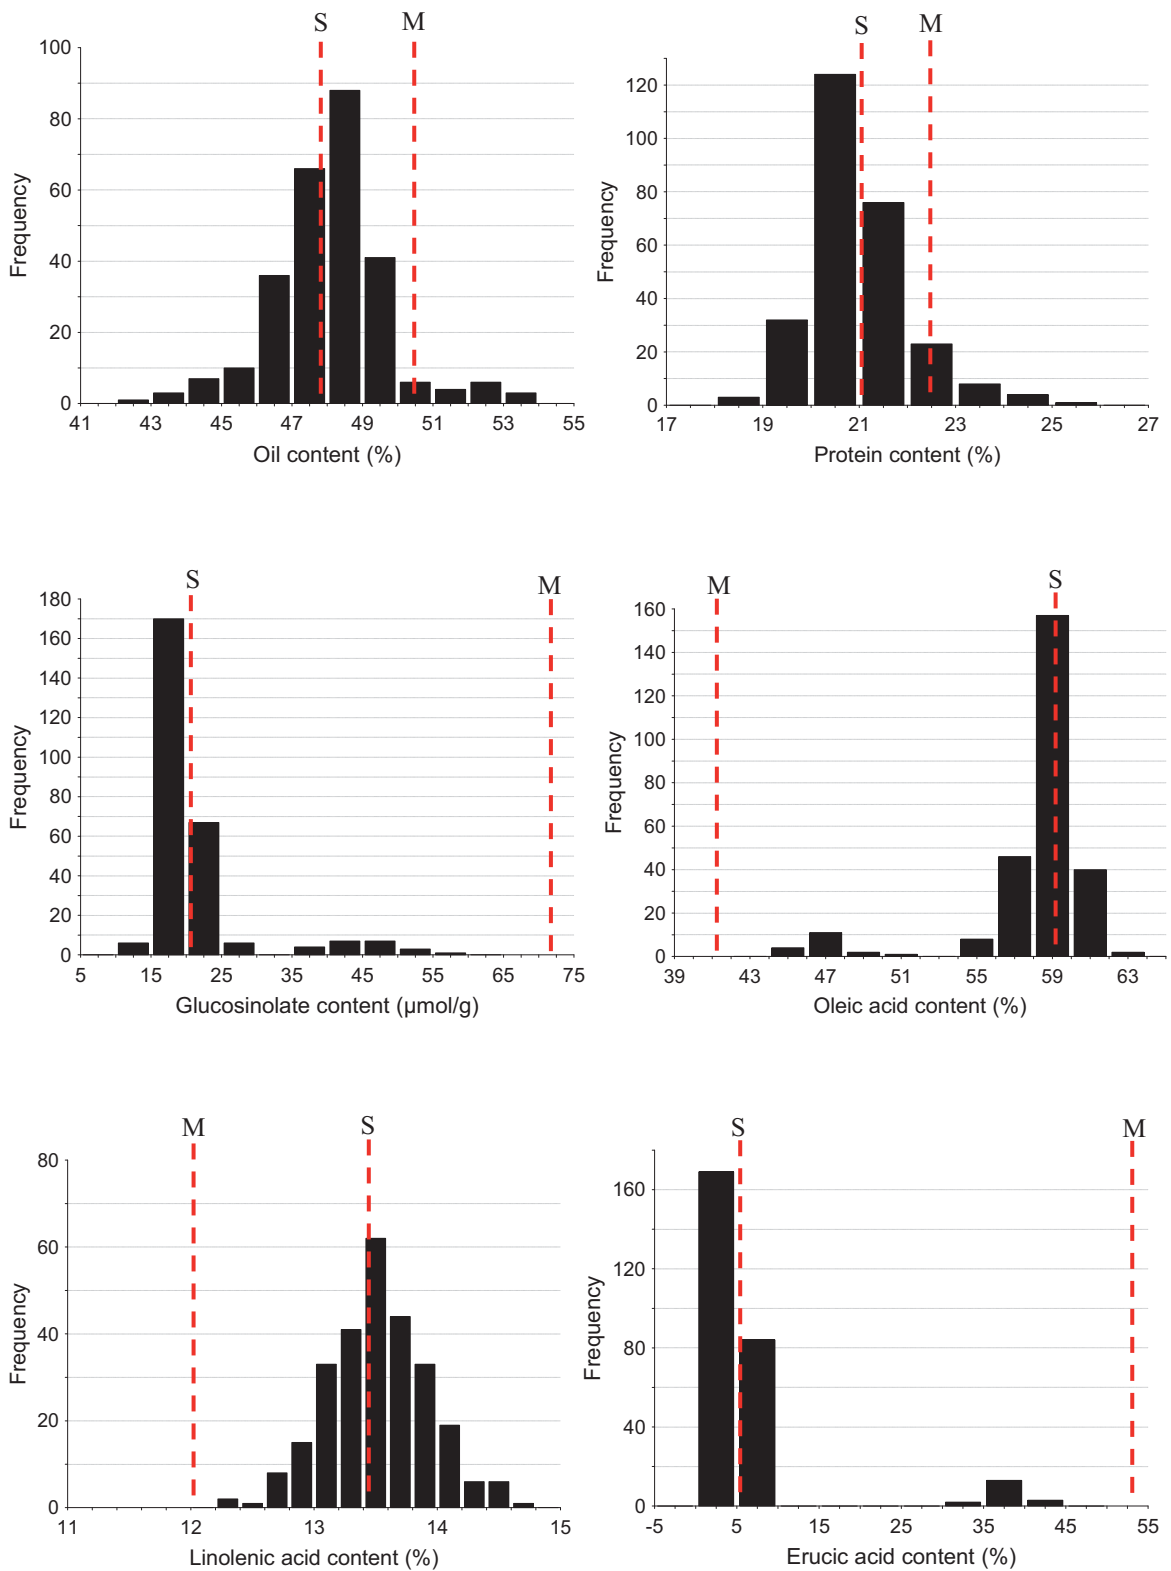 S M
100
80
60
40
20
0
Frequency
41 43 45 47 49 51 53 55
Oil content (%)
S M
120
100
80
60
40
20
0
Frequency
17 19 21 23 25 27
Protein content (%)
S M
180
160
140
120
100
80
60
40
20
0
Frequency
5 15 25 35 45 55 65 75
Glucosinolate content (µmol/g)
M S
160
140
120
100
80
60
40
20
0
Frequency
39 43 47 51 55 59 63
Oleic acid content (%)
M S
80
60
40
20
0
Frequency
11 12 13 14 15
Linolenic acid content (%)
S M
160
120
80
40
0
Frequency
-5 5 15 25 35 45 55
Erucic acid content (%)